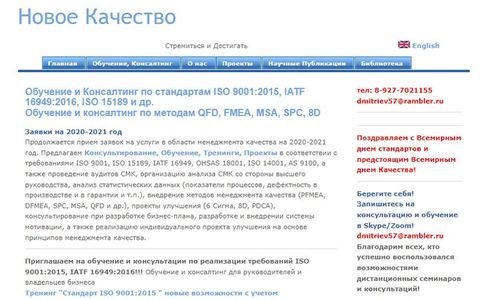 Новое Качество
Стремиться и Достигать
English
Главная Обучение, Консалтинг О нас Проекты Научные Публикации Библиотека
Обучение и Консалтинг по стандартам ISO 9001:2015, IATF
16949:2016, ISO 15189 и др.
Обучение и консалтинг по методам QFD, FMEA, MSA, SPC, 8D
Заявки на 2020-2021 год
Продолжается прием заявок на услуги в области менеджмента качества на 2020-
2021 год. Предлагаем Консультирование, Обучение, Тренинги, Проекты в соответствии с
требованиями ISO 9001, ISO 15189, IATF 16949, OHSAS 18001, ISO 14001, AS 9100, а
также проведение аудитов СМК, организацию анализа СМК со стороны высшего
руководства, анализ статистических данных (показатели процессов, дефектность в
производстве и в гарантии и т.п.), внедрение методов менеджмента качества (PFMEA,
DFMEA, SPC, MSA, QFD и др.), проекты улучшения (6 Сигма, 8D, PDCA),
консультирование при разработке бизнес-плана, разработке и внедрении системы
мотивации, а также реализацию индивидуального проекта улучшения на основе
принципов менеджмента качества.
Приглашаем на обучение и консультации по реализации требований ISO
9001:2015, IATF 16949:2016!!! Обучение и консалтинг для руководителей и
владельцев бизнеса
Тренинг "Стандарт ISO 9001:2015 " новые возможности с учетом
тел: 8-927-7021155
dmitriev57@rambler.ru
Поздравляем с Всемирным
днем стандартов и
предстоящим Всемирным
днем Качества!
Берегите себя!
Запишитесь на
консультацию и обучение
в Skype/Zoom!
dmitriev57@rambler.ru
Благодарим всех, кто
успешно воспользовался
возможностями
дистанционных семинаров
и консультаций!